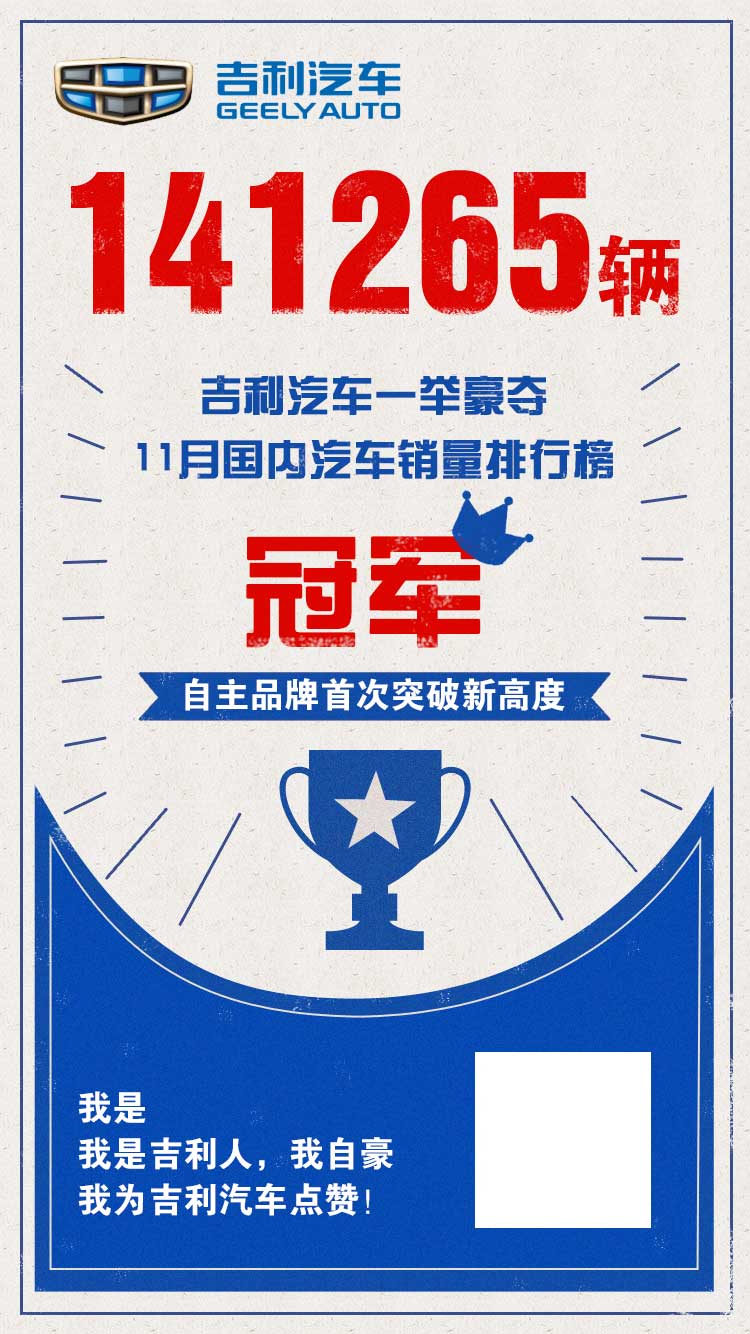 吉利汽车
GEELY AUTO
141265辆
吉利汽车一举豪夺
11月国内汽车销量排行榜
冠军
自主品牌首次突破新高度
我是
我是吉利人，我自豪
我为吉利汽车点赞！